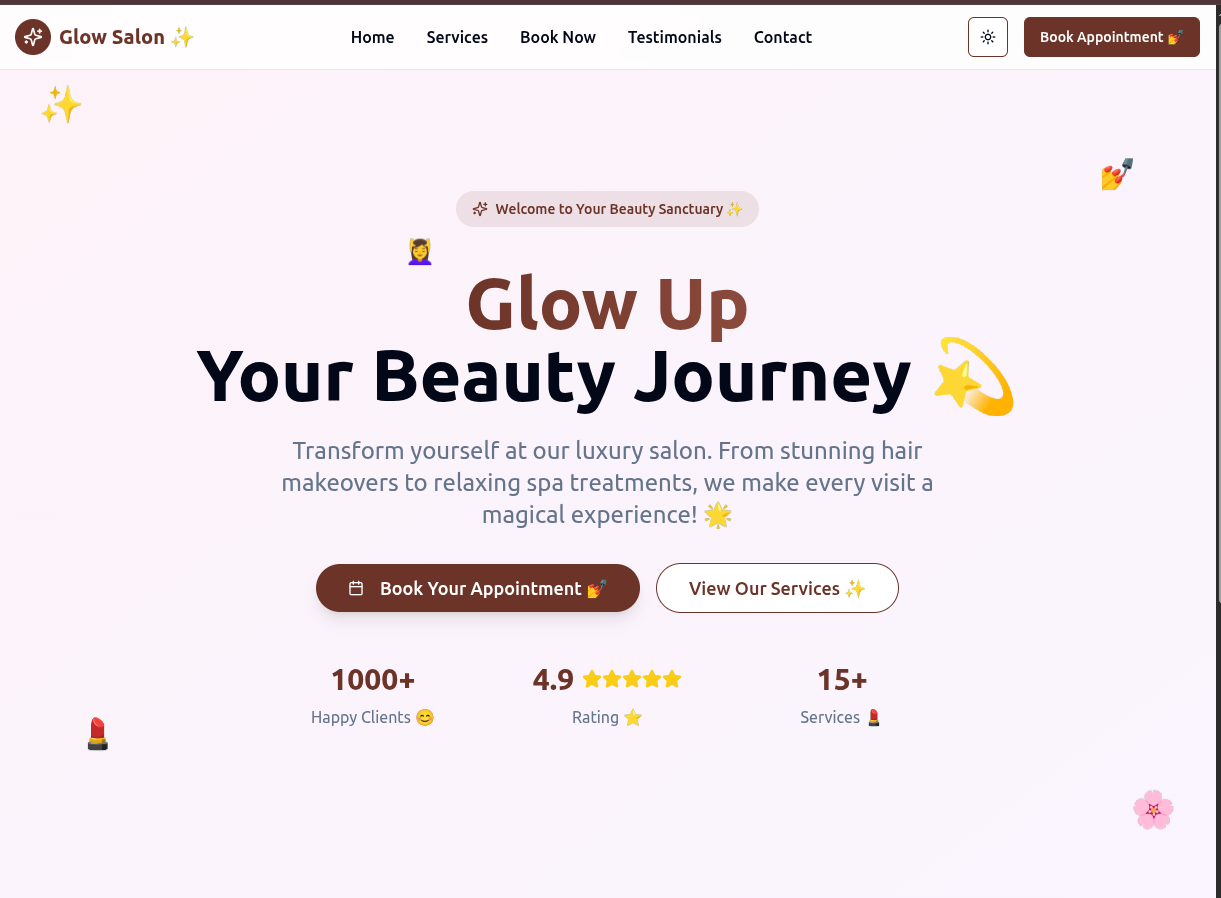 Glow Salon ✨
Home
Services
Book Now
Testimonials
Contact
Book Appointment 💅
Welcome to Your Beauty Sanctuary ✨
Glow Up
Your Beauty Journey 💫
Transform yourself at our luxury salon. From stunning hair
makeovers to relaxing spa treatments, we make every visit a
magical experience! 🌟
Book Your Appointment 💅
View Our Services ✨
1000+
Happy Clients 😊
4.9
Rating ⭐
15+
Services 💄